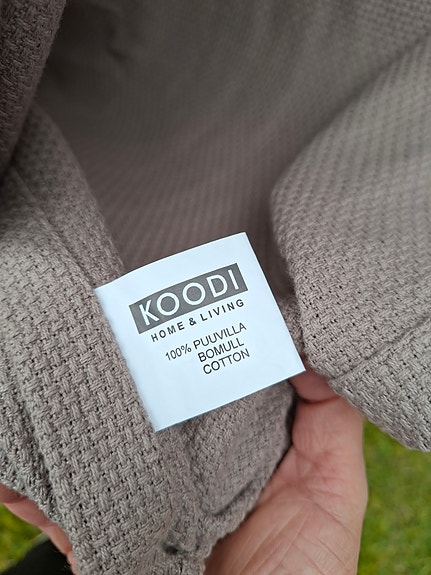 KOODI
HOME & LIVING
100% PUUVILLA
BOMULL
COTTON